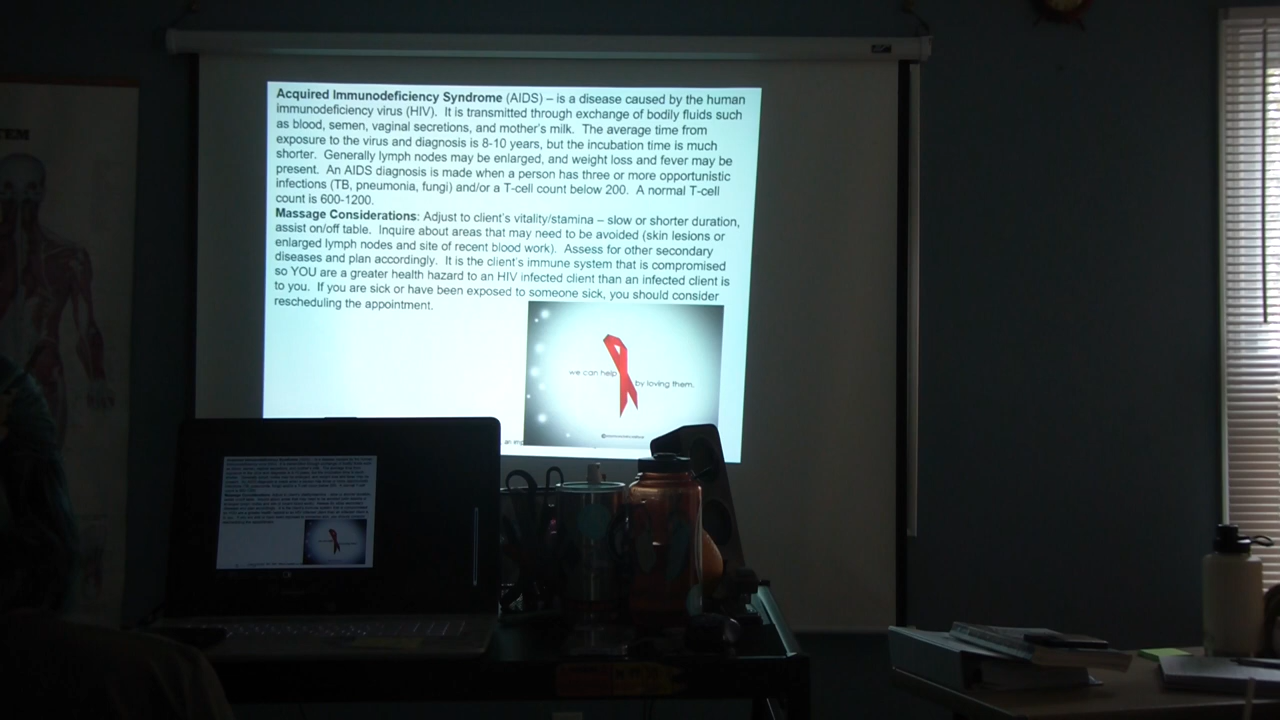 Acquired Immunodeficiency Syndrome (AIDS) – is a disease caused by the human
immunodeficiency virus (HIV). It is transmitted through exchange of bodily fluids such
as blood, semen, vaginal secretions, and mother's milk. The average time from
exposure to the virus and diagnosis is 8-10 years, but the incubation time is much
shorter. Generally lymph nodes may be enlarged, and weight loss and fever may be
present. An AIDS diagnosis is made when a person has three or more opportunistic
infections (TB, pneumonia, fungi) and/or a T-cell count below 200. A normal T-cell
count is 600-1200.
Massage Considerations: Adjust to client's vitality/stamina – slow or shorter duration,
assist on/off table. Inquire about areas that may need to be avoided (skin lesions or
enlarged lymph nodes and site of recent blood work). Assess for other secondary
diseases and plan accordingly. It is the client's immune system that is compromised
so YOU are a greater health hazard to an HIV infected client than an infected client is
to you. If you are sick or have been exposed to someone sick, you should consider
rescheduling the appointment.
we can help by loving them.
an imp
TEM